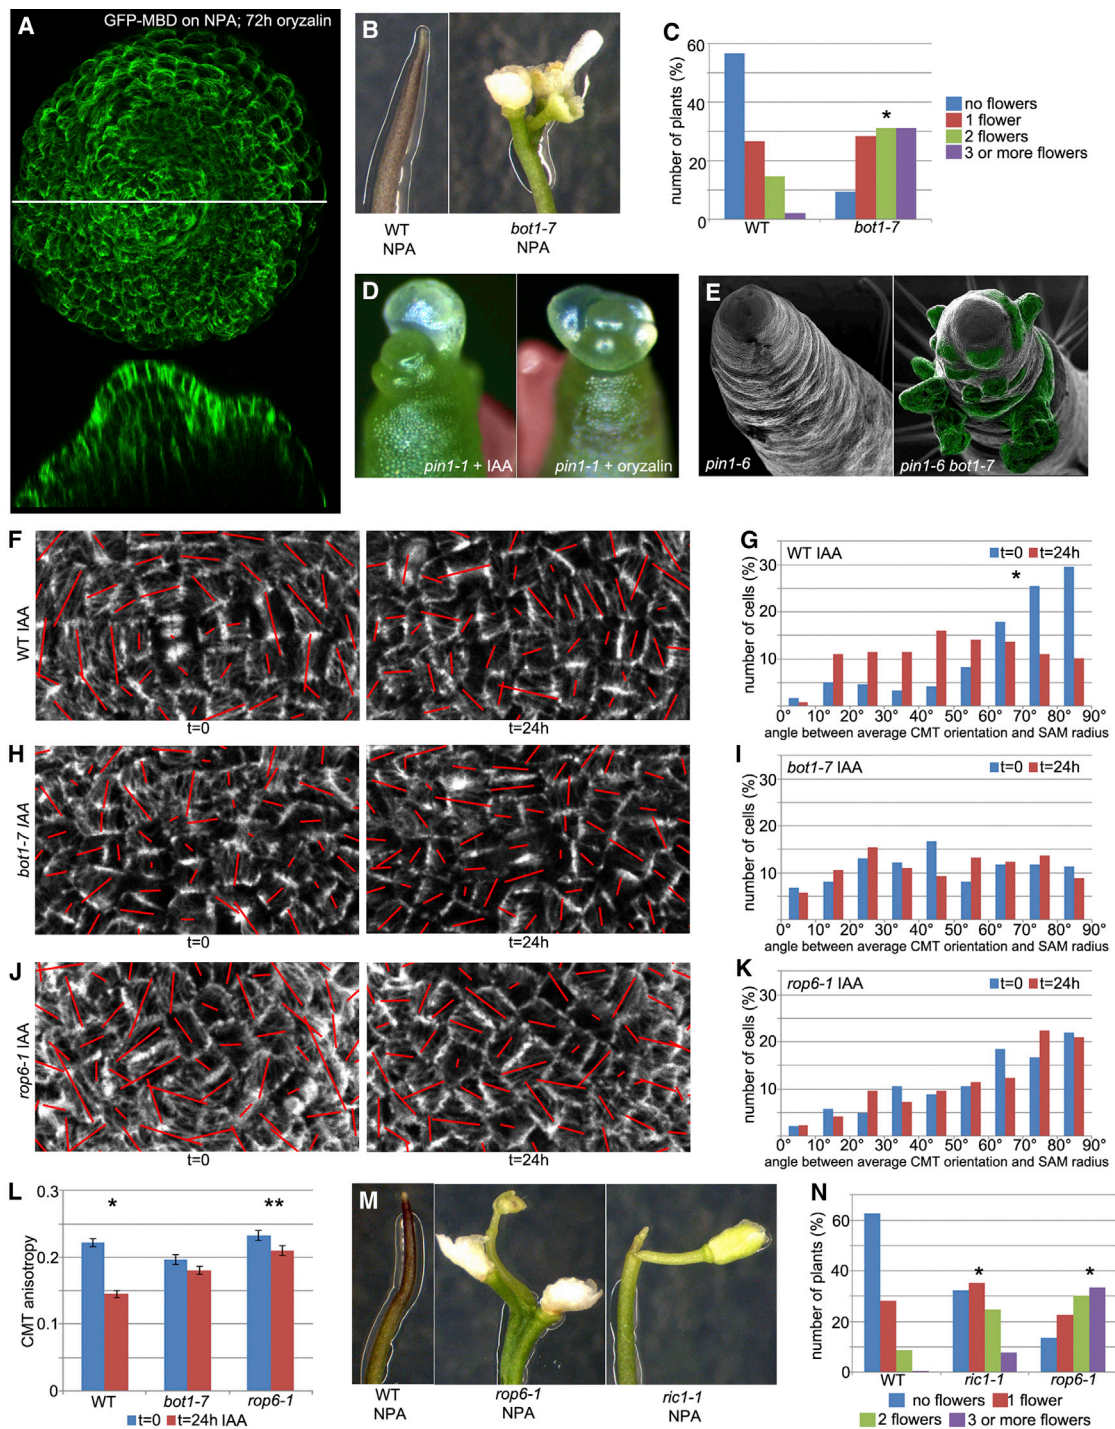 A
GFP-MBD on NPA; 72h oryzalin
B
WT
NPA
bot1-7
NPA
C
number of plants (%)
60
40
20
0
WT
*
bot1-7
no flowers
1 flower
2 flowers
3 or more flowers
D
pin1-1 + IAA
pin1-1 + oryzalin
E
pin1-6
pin1-6 bot1-7
F
WT IAA
t=0
t=24h
G
WT IAA
t=0 t=24h
*
number of cells (%)
30
20
10
0° 10° 20° 30° 40° 50° 60° 70° 80° 90°
angle between average CMT orientation and SAM radius
H
bot1-7 IAA
t=0
t=24h
I
bot1-7 IAA
t=0 t=24h
number of cells (%)
30
20
10
0° 10° 20° 30° 40° 50° 60° 70° 80° 90°
angle between average CMT orientation and SAM radius
J
rop6-1 IAA
t=0
t=24h
K
rop6-1 IAA
t=0 t=24h
number of cells (%)
30
20
10
0° 10° 20° 30° 40° 50° 60° 70° 80° 90°
angle between average CMT orientation and SAM radius
L
CMT anisotropy
0.3
0.2
0.1
0
*
**
WT bot1-7 rop6-1
t=0 t=24h IAA
M
WT
NPA
rop6-1
NPA
ric1-1
NPA
N
number of plants (%)
60
40
20
0
*
*
WT ric1-1 rop6-1
no flowers 1 flower
2 flowers 3 or more flowers